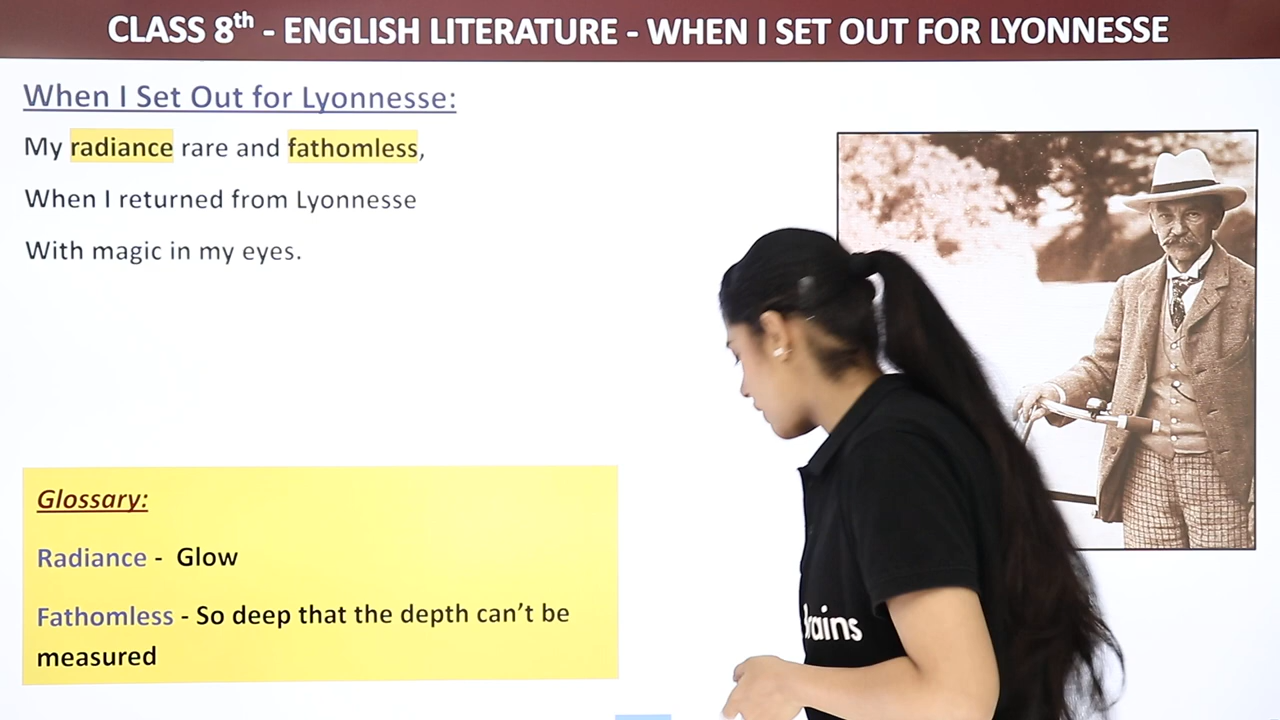 CLASS 8th - ENGLISH LITERATURE - WHEN I SET OUT FOR LYONNESSE
When I Set Out for Lyonnesse:
My radiance rare and fathomless,
When I returned from Lyonnesse
With magic in my eyes.
Glossary:
Radiance - Glow
Fathomless - So deep that the depth can't be
measured